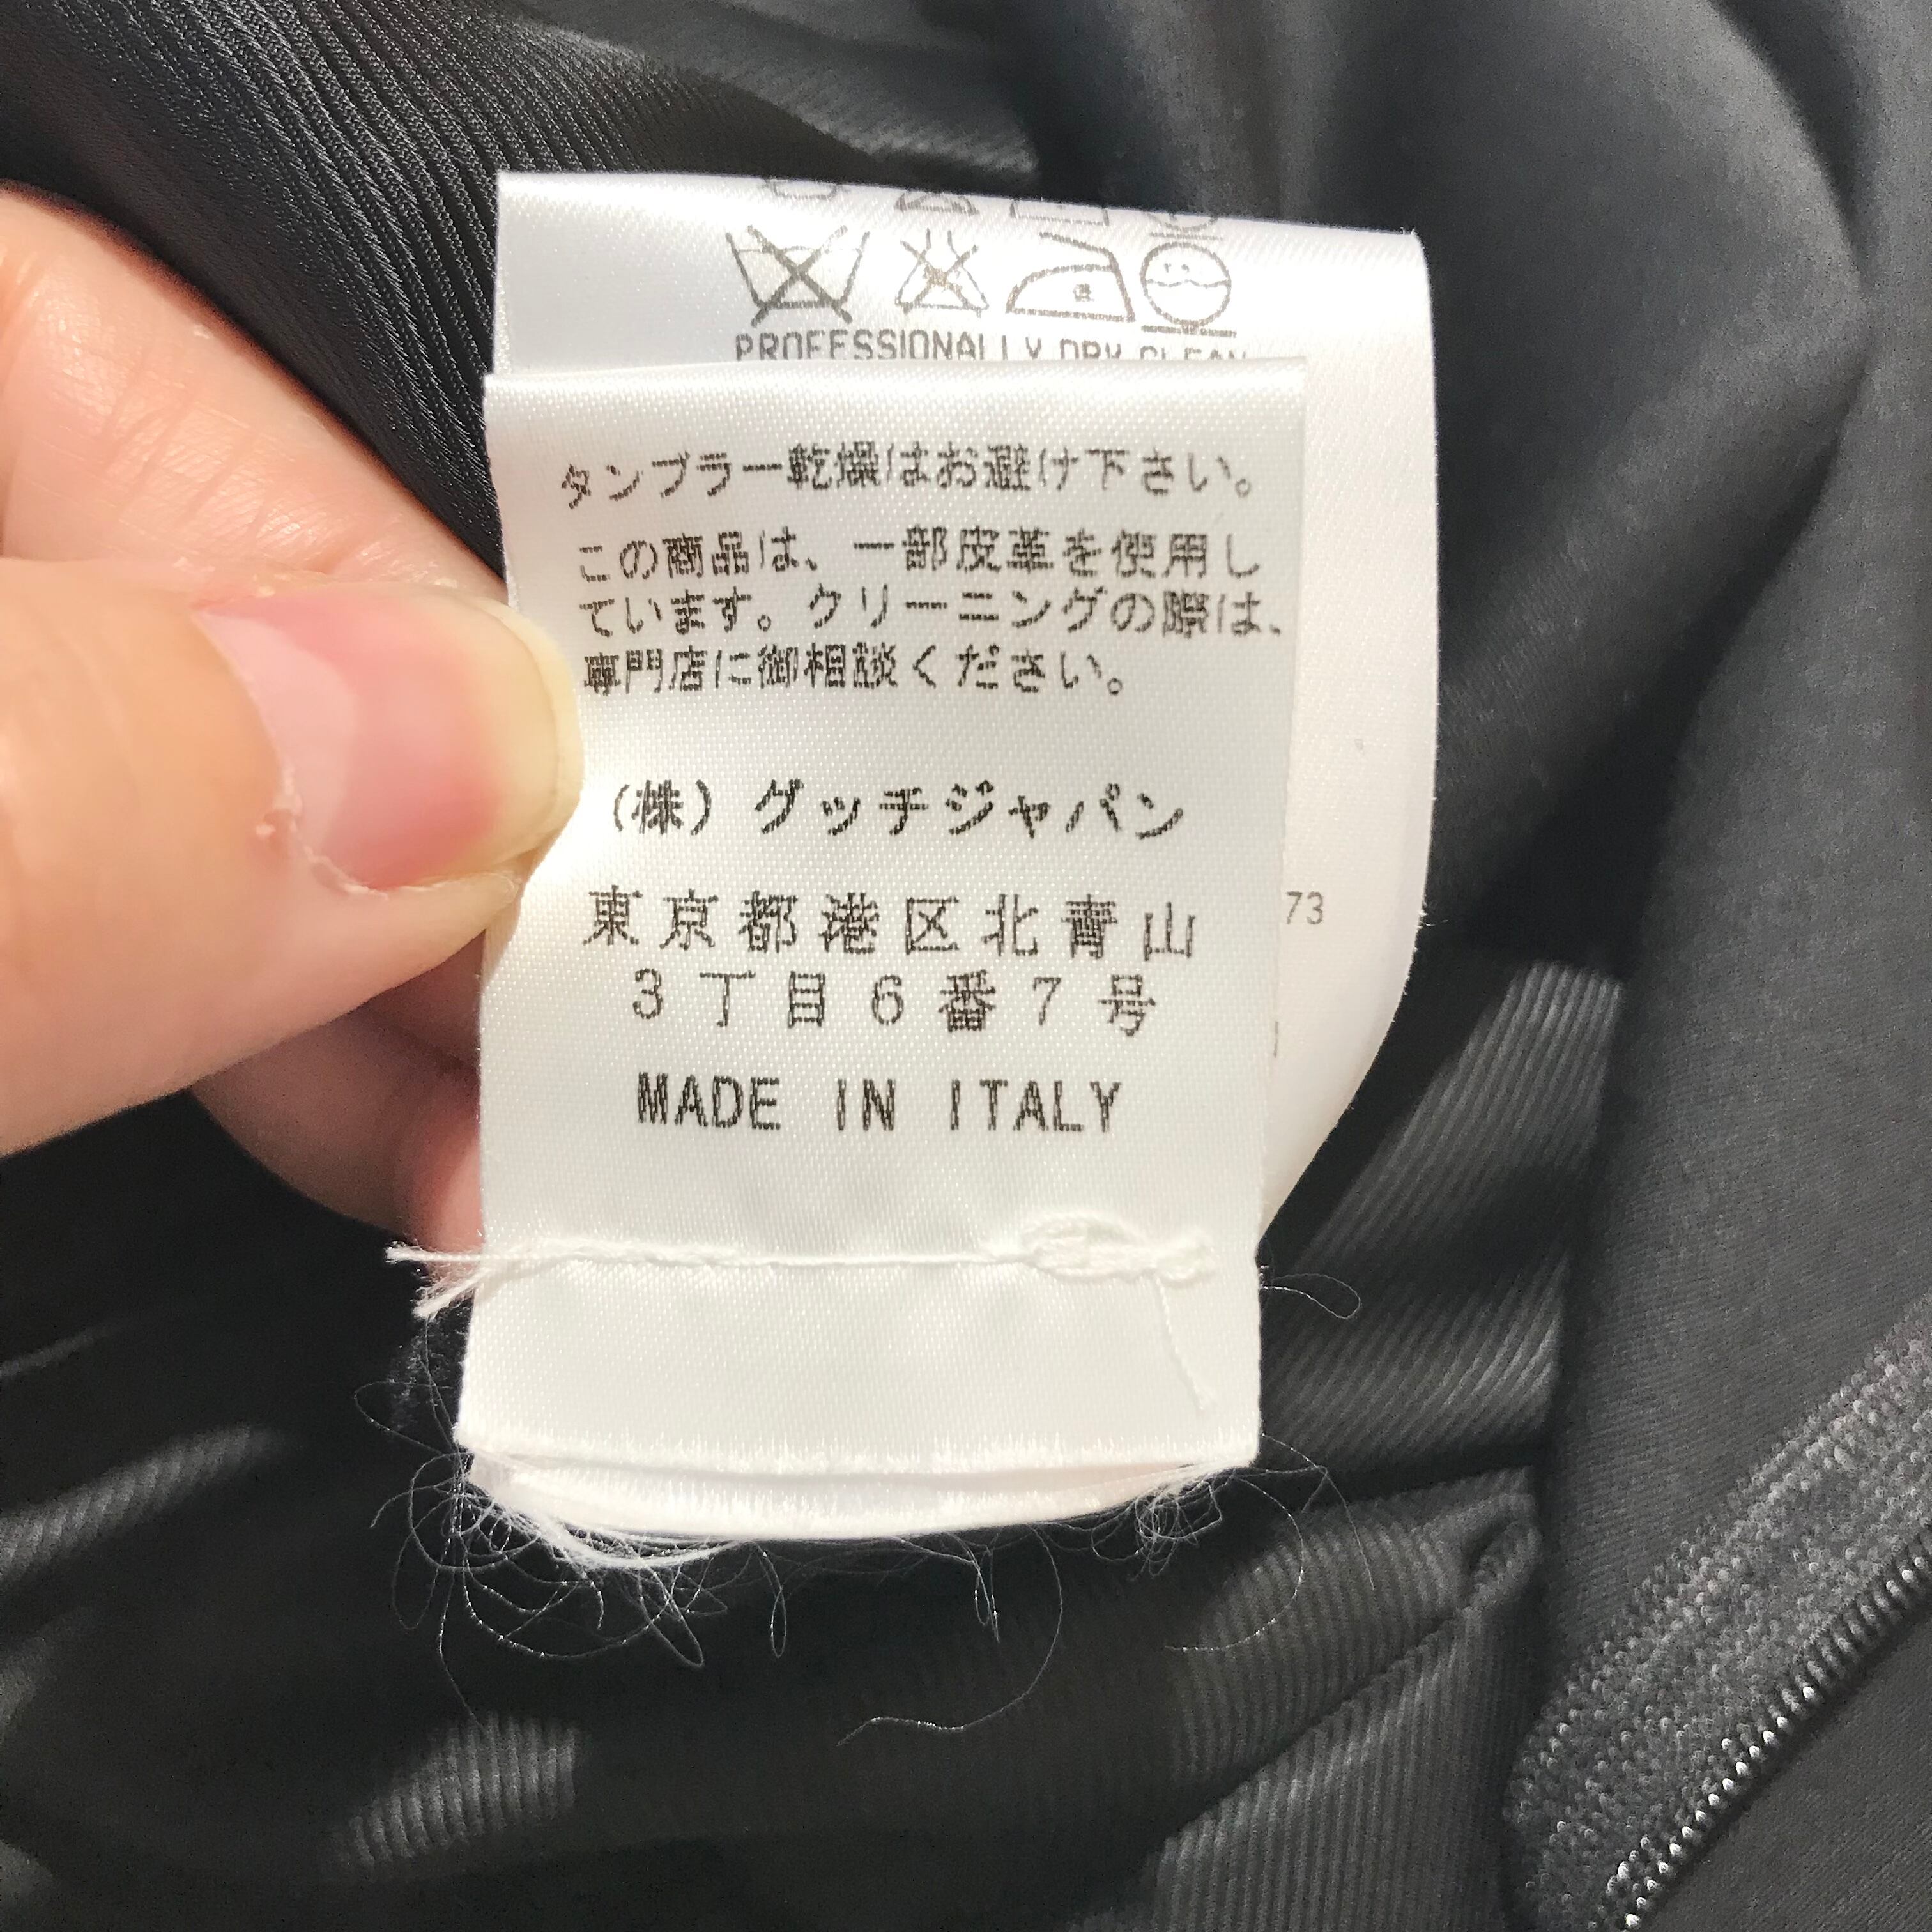 PROFESSIONALLY DRY CLEAN
タンブラー乾燥はお避け下さい。
この商品は、一部皮革を使用し
ています。クリーニングの際は、
専門店に御相談ください。
(株)グッチジャパン
東京都港区北青山
3丁目6番7号
73
MADE IN ITALY